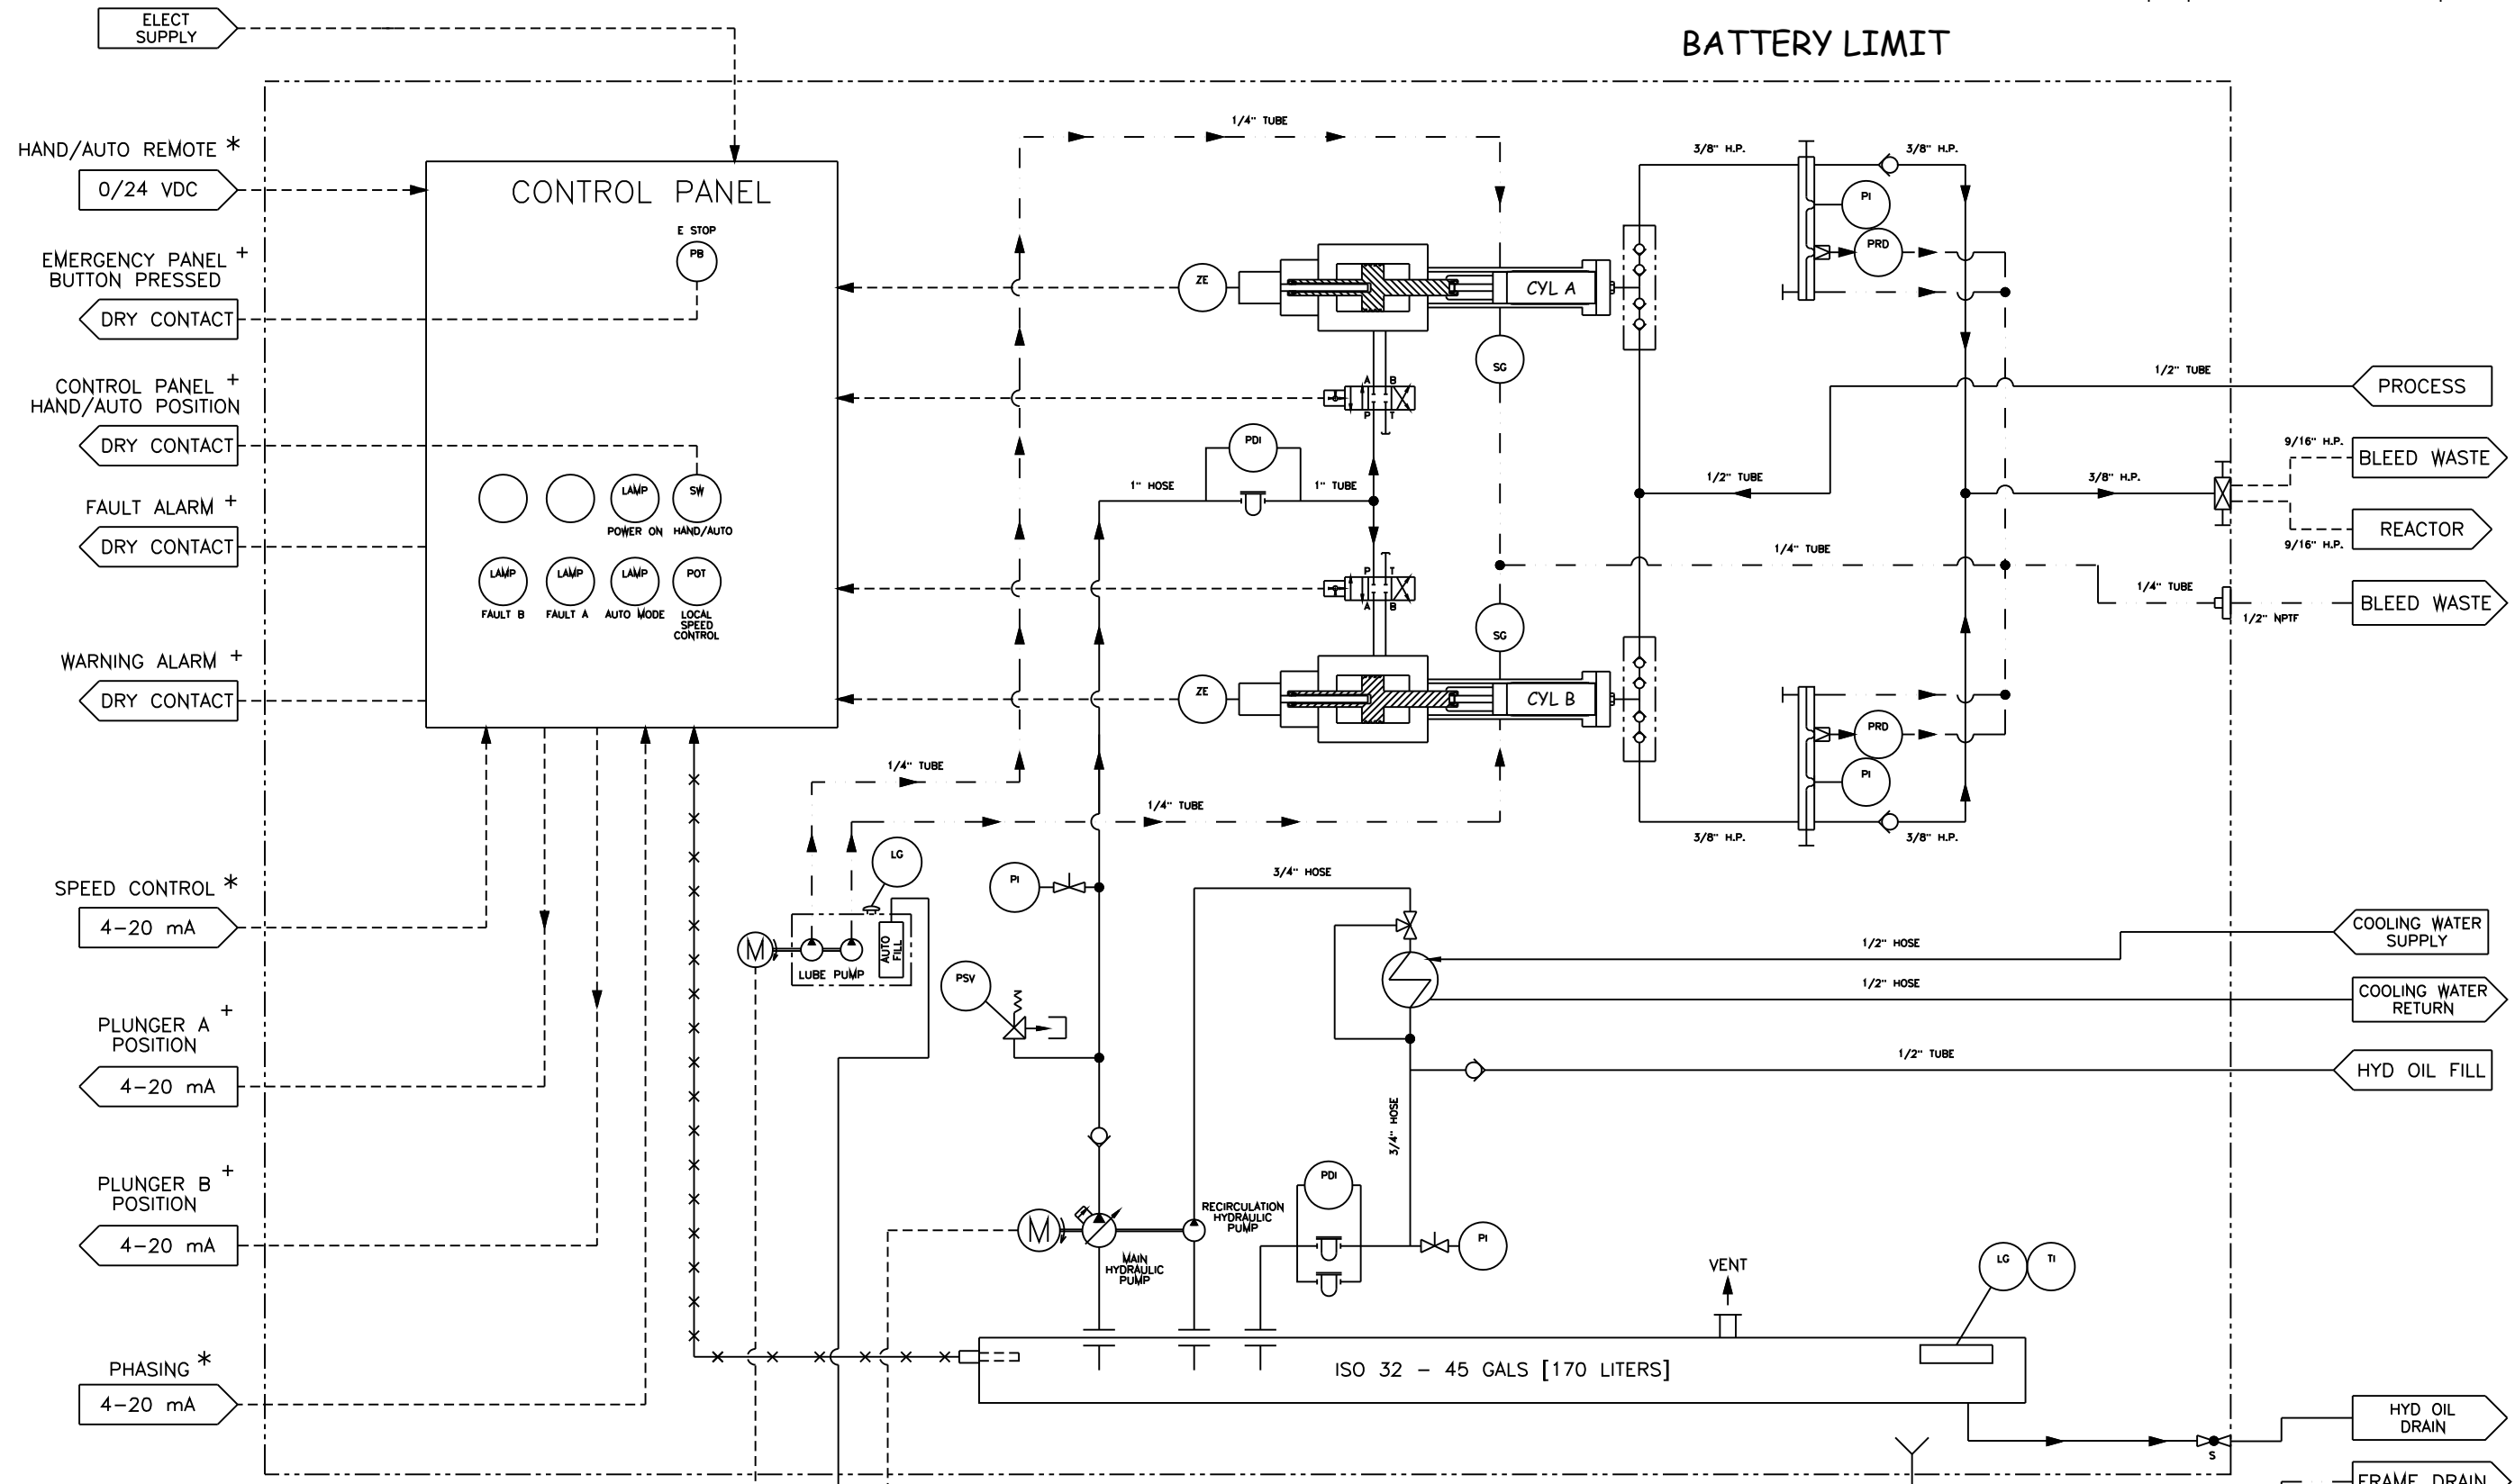 ELECT
SUPPLY
BATTERY LIMIT
HAND/AUTO REMOTE *
0/24 VDC
EMERGENCY PANEL +
BUTTON PRESSED
DRY CONTACT
CONTROL PANEL +
HAND/AUTO POSITION
DRY CONTACT
FAULT ALARM +
DRY CONTACT
WARNING ALARM +
DRY CONTACT
SPEED CONTROL *
4-20 mA
PLUNGER A +
POSITION
4-20 mA
PLUNGER B +
POSITION
4-20 mA
PHASING *
4-20 mA
CONTROL PANEL
E STOP
PB
LAMP
SW
POWER ON
HAND/AUTO
LAMP
LAMP
LAMP
POT
FAULT B
FAULT A
AUTO MODE
LOCAL
SPEED
CONTROL
1/4" TUBE
ZE
CYL A
SG
A
B
P
T
PDI
1" HOSE
1" TUBE
P
T
A
B
SG
ZE
CYL B
1/4" TUBE
1/4" TUBE
3/8" H.P.
3/8" H.P.
PI
PRD
1/2" TUBE
PROCESS
1/2" TUBE
3/8" H.P.
9/16" H.P.
BLEED WASTE
REACTOR
9/16" H.P.
1/4" TUBE
1/4" TUBE
BLEED WASTE
1/2" NPTF
PRD
PI
3/8" H.P.
3/8" H.P.
LG
M
LUBE PUMP
AUTO
FILL
PI
PSV
3/4" HOSE
1/2" HOSE
COOLING WATER
SUPPLY
1/2" HOSE
COOLING WATER
RETURN
1/2" TUBE
HYD OIL FILL
3/4" HOSE
PDI
PI
M
MAIN
HYDRAULIC
PUMP
RECIRCULATION
HYDRAULIC
PUMP
VENT
LG
TI
ISO 32 - 45 GALS [170 LITERS]
HYD OIL
DRAIN
S
FRAME DRAIN